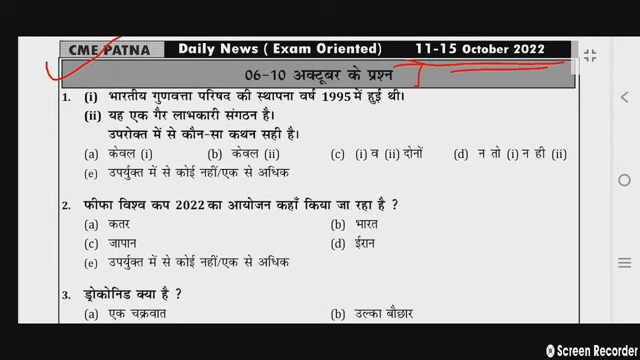 CME PATNA Daily News (Exam Oriented) 11-15 October 2022
06-10 अक्टूबर के प्रश्न
1. (i) भारतीय गुणवत्ता परिषद की स्थापना वर्ष 1995 में हुई थी।
(ii) यह एक गैर लाभकारी संगठन है।
उपरोक्त में से कौन-सा कथन सही है।
(a) केवल (i) (b) केवल (ii) (c) (i) व (ii) दोनों (d) न तो (i) न ही (ii)
(e) उपर्युक्त में से कोई नहीं/एक से अधिक
2. फीफा विश्व कप 2022 का आयोजन कहाँ किया जा रहा है ?
(a) कतर (b) भारत
(c) जापान (d) ईरान
(e) उपर्युक्त में से कोई नहीं/एक से अधिक
3. ड्रोकोनिड क्या है ?
(a) एक चक्रवात (b) उल्का बौछार
Screen Recorder